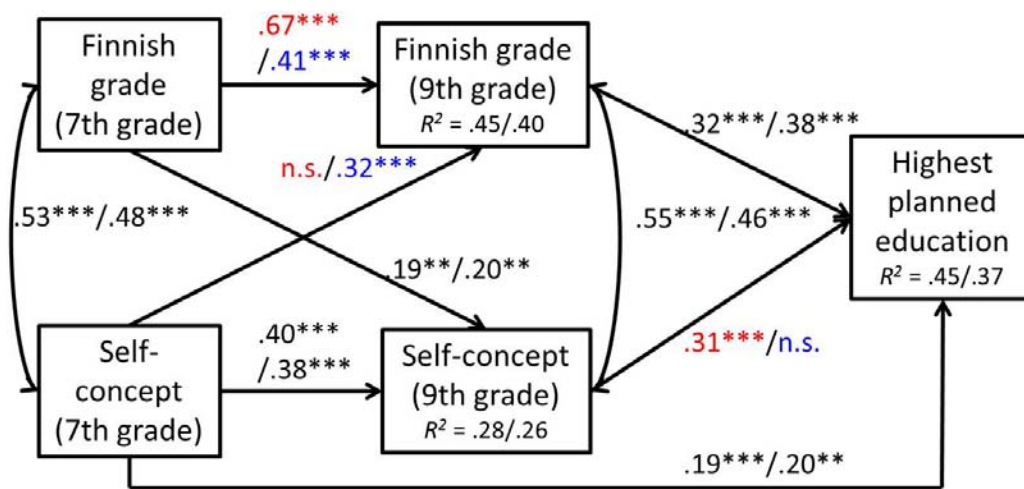 Finnish
grade
(7th grade)
.67***
/.41***
Finnish grade
(9th grade)
R² = .45/.40
.32***/.38***
n.s./.32***
Highest
planned
education
R² = .45/.37
.53***/.48***
.55***/.46***
.19**/.20**
Self-
concept
(7th grade)
.40***
/.38***
Self-concept
(9th grade)
R² = .28/.26
.31***/n.s.
.19***/.20**